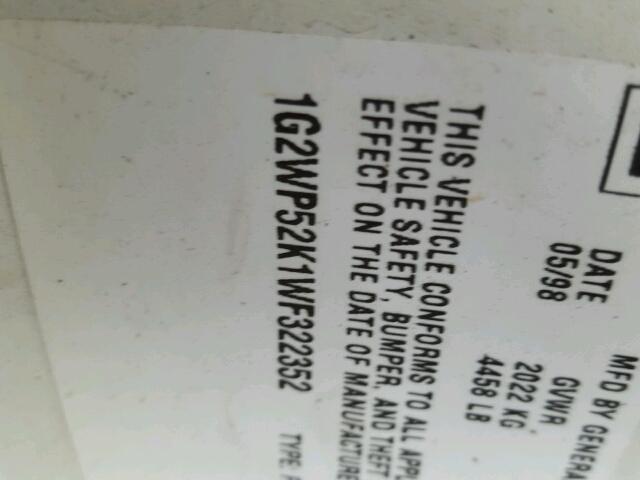 MFD BY GENERA
DATE GVWR
05/98 2022 KG
4458 LB
THIS VEHICLE CONFORMS TO ALL APPL
VEHICLE SAFETY, BUMPER, AND THEFT
EFFECT ON THE DATE OF MANUFACTURE
1G2WP52K1WF322352 TYPE: P